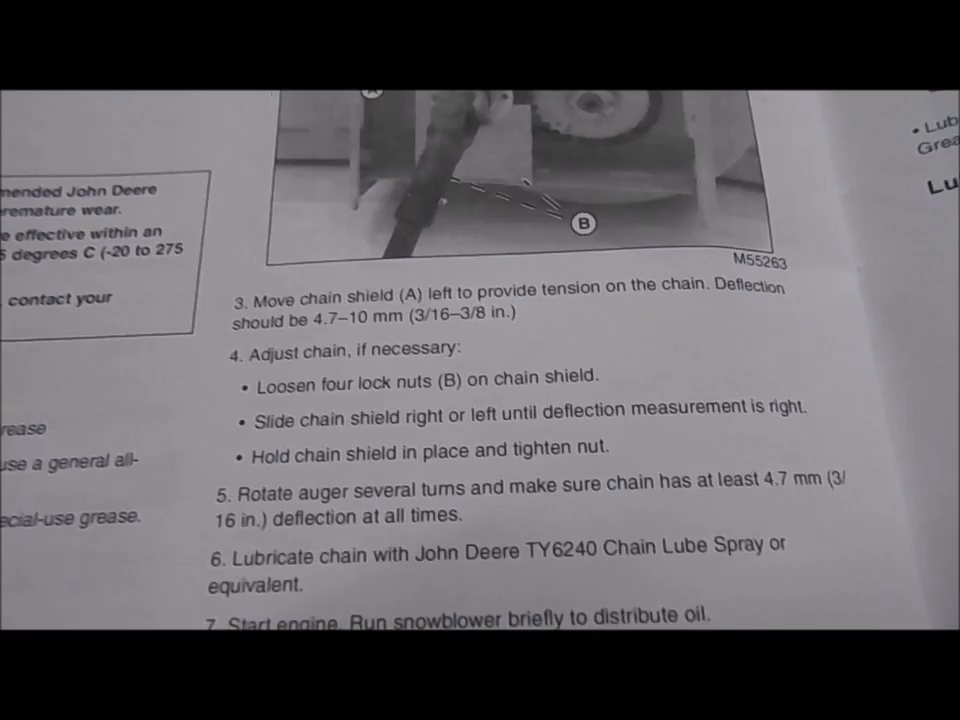 mended John Deere
remature wear.
e effective within an
5 degrees C (-20 to 275
contact your
rease
use a general all-
ecial-use grease.
A
B
M55263
3. Move chain shield (A) left to provide tension on the chain. Deflection
should be 4.7–10 mm (3/16–3/8 in.)
4. Adjust chain, if necessary:
• Loosen four lock nuts (B) on chain shield.
• Slide chain shield right or left until deflection measurement is right.
• Hold chain shield in place and tighten nut.
5. Rotate auger several turns and make sure chain has at least 4.7 mm (3/
16 in.) deflection at all times.
6. Lubricate chain with John Deere TY6240 Chain Lube Spray or
equivalent.
7. Start engine. Run snowblower briefly to distribute oil.
• Lub
Grea
Lu